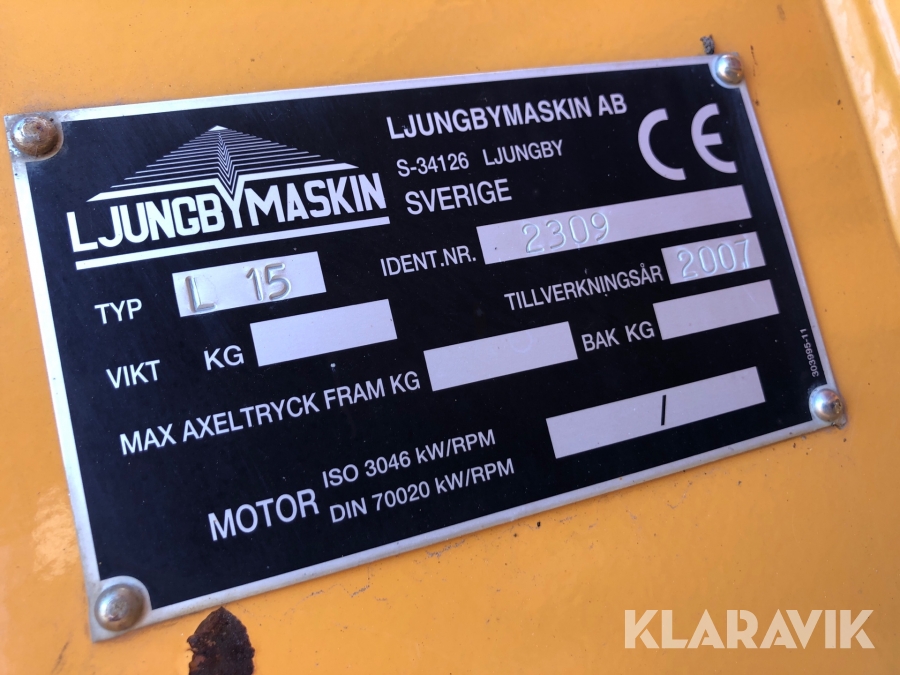 LJUNGBYMASKIN
LJUNGBYMASKIN AB
S-34126 LJUNGBY
SVERIGE
CE
TYP L 15
IDENT.NR. 2309
TILLVERKNINGSÅR 2007
VIKT KG
MAX AXELTRYCK FRAM KG
BAK KG
MOTOR ISO 3046 kW/RPM
DIN 70020 kW/RPM
/
303995-11
KLARAVIK